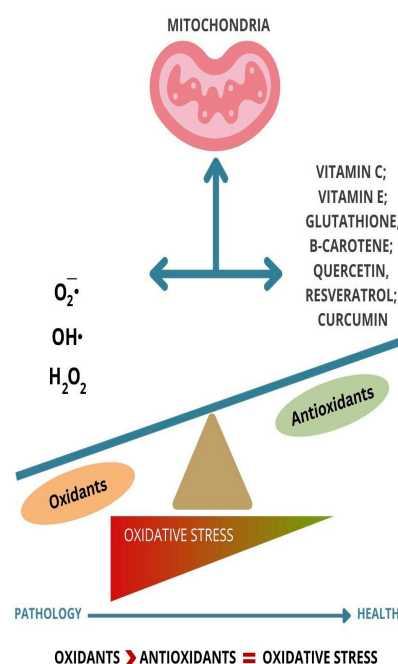 MITOCHONDRIA
VITAMIN C;
VITAMIN E;
GLUTATHIONE,
B-CAROTENE;
QUERCETIN,
RESVERATROL;
CURCUMIN
O₂⁻•
OH•
H₂O₂
Antioxidants
Oxidants
OXIDATIVE STRESS
PATHOLOGY HEALTH
OXIDANTS > ANTIOXIDANTS = OXIDATIVE STRESS